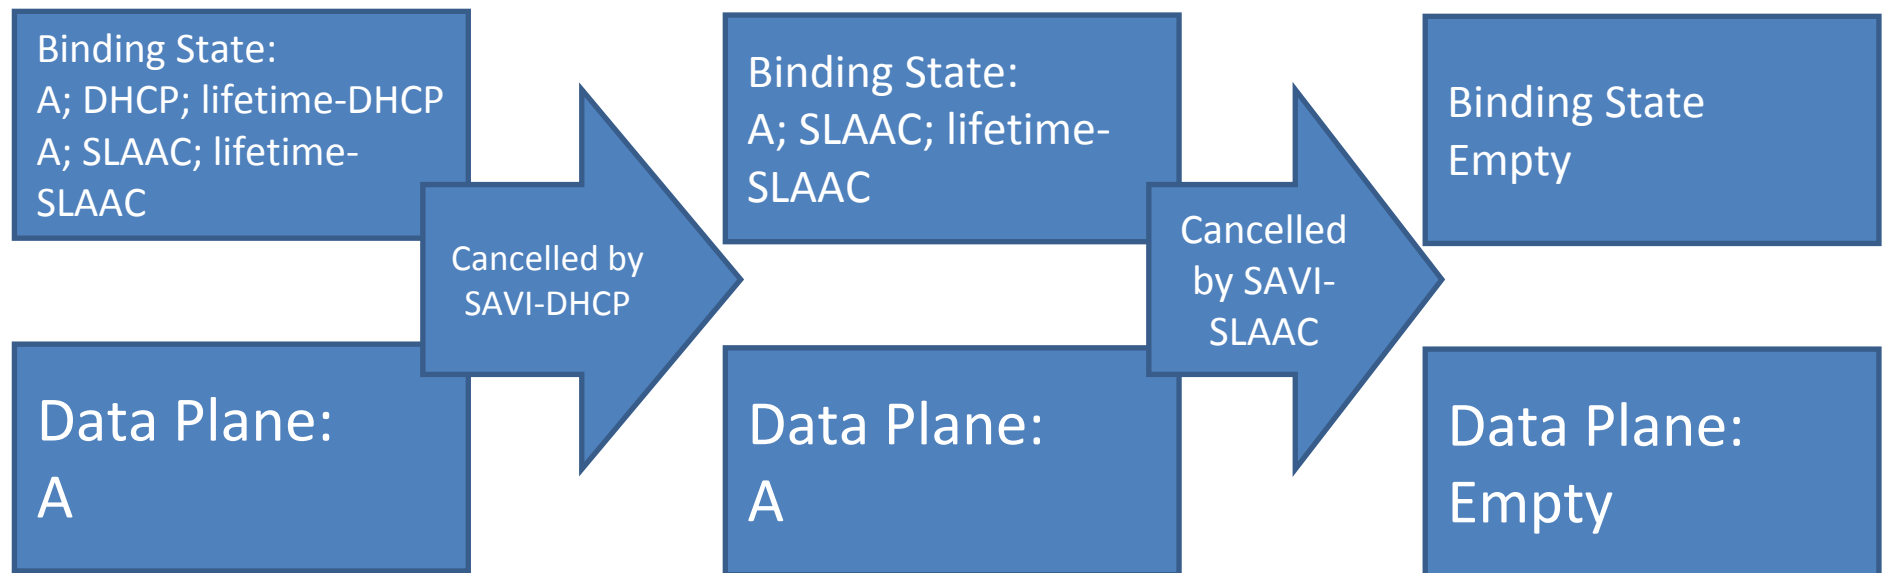 Binding State:
A; DHCP; lifetime-DHCP
A; SLAAC; lifetime-
SLAAC
Cancelled by
SAVI-DHCP
Binding State:
A; SLAAC; lifetime-
SLAAC
Cancelled
by SAVI-
SLAAC
Binding State
Empty
Data Plane:
A
Data Plane:
A
Data Plane:
Empty